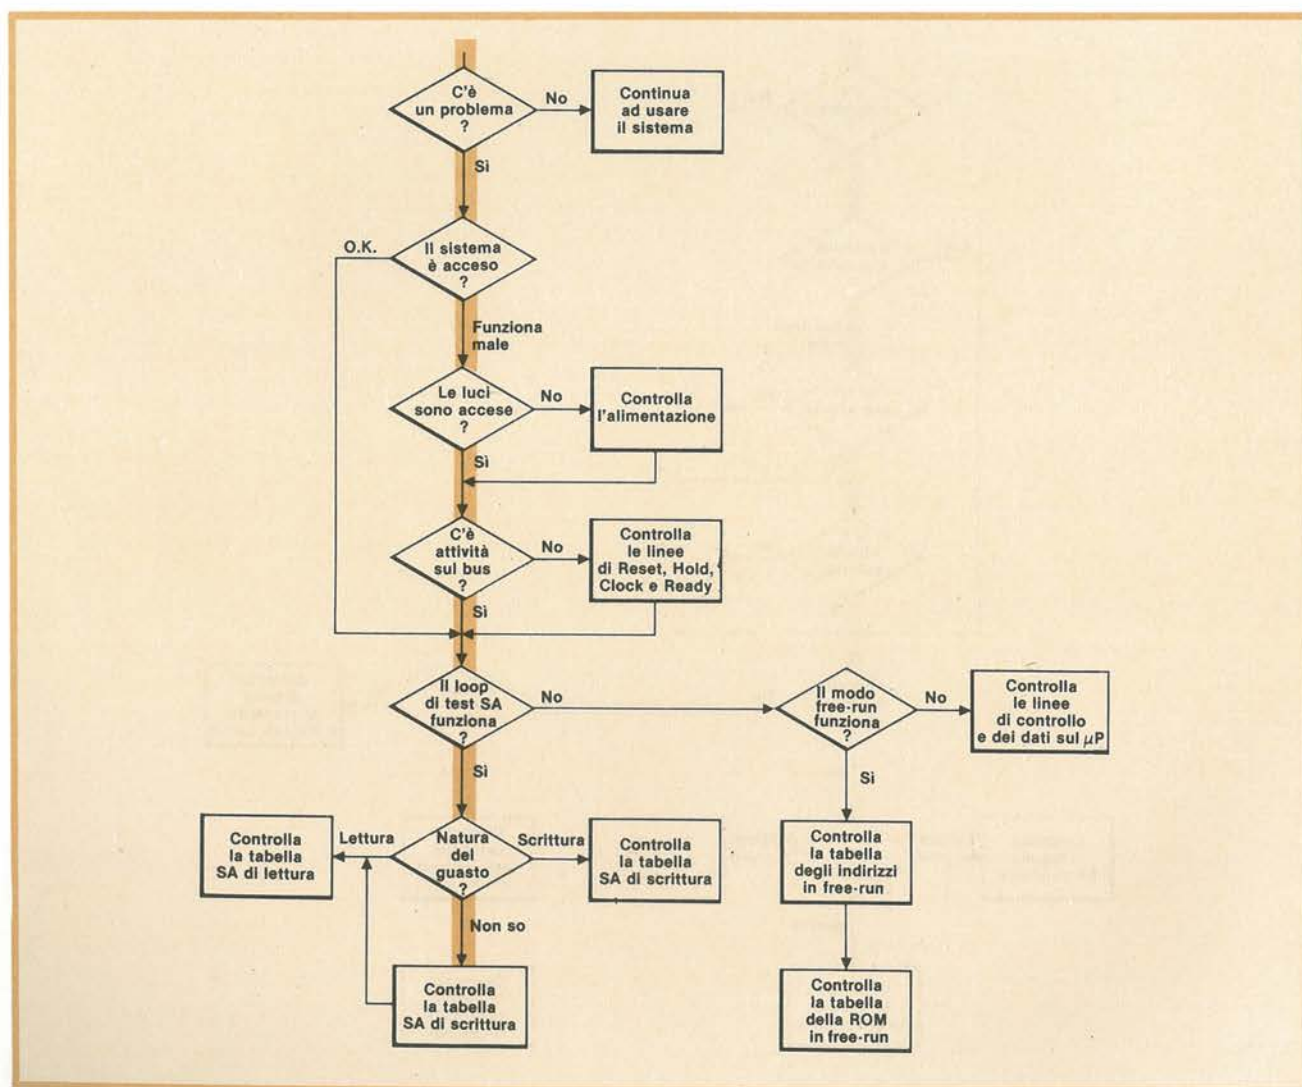 C'è
un problema
?
No
Continua
ad usare
il sistema
Sì
O.K.
Il sistema
è acceso
?
Funziona
male
Le luci
sono accese
?
No
Controlla
l'alimentazione
Sì
C'è
attività
sul bus
?
No
Controlla
le linee
di Reset, Hold,
Clock e Ready
Sì
Il loop
di test SA
funziona
?
No
Il modo
free-run
funziona
?
No
Controlla
le linee
di controllo
e dei dati sul μP
Sì
Sì
Controlla
la tabella
SA di lettura
Lettura
Natura
del
guasto
?
Scrittura
Controlla
la tabella
SA di scrittura
Controlla
la tabella
degli indirizzi
in free-run
Non so
Controlla
la tabella
SA di scrittura
Controlla
la tabella
della ROM
in free-run